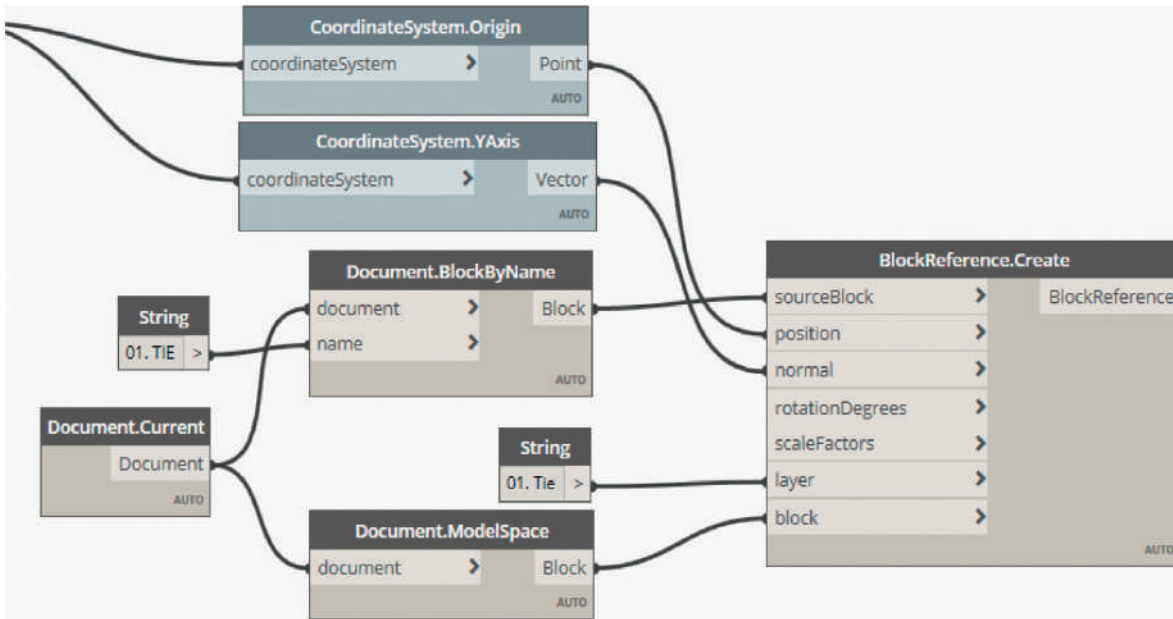 CoordinateSystem.Origin
coordinateSystem > Point
AUTO
CoordinateSystem.YAxis
coordinateSystem > Vector
AUTO
Document.BlockByName
document > Block
name >
AUTO
String
01. TiE >
Document.Current
Document
AUTO
String
01. Tie >
Document.ModelSpace
document > Block
AUTO
BlockReference.Create
sourceBlock > BlockReference
position >
normal >
rotationDegrees >
scaleFactors >
layer >
block >
AUTO